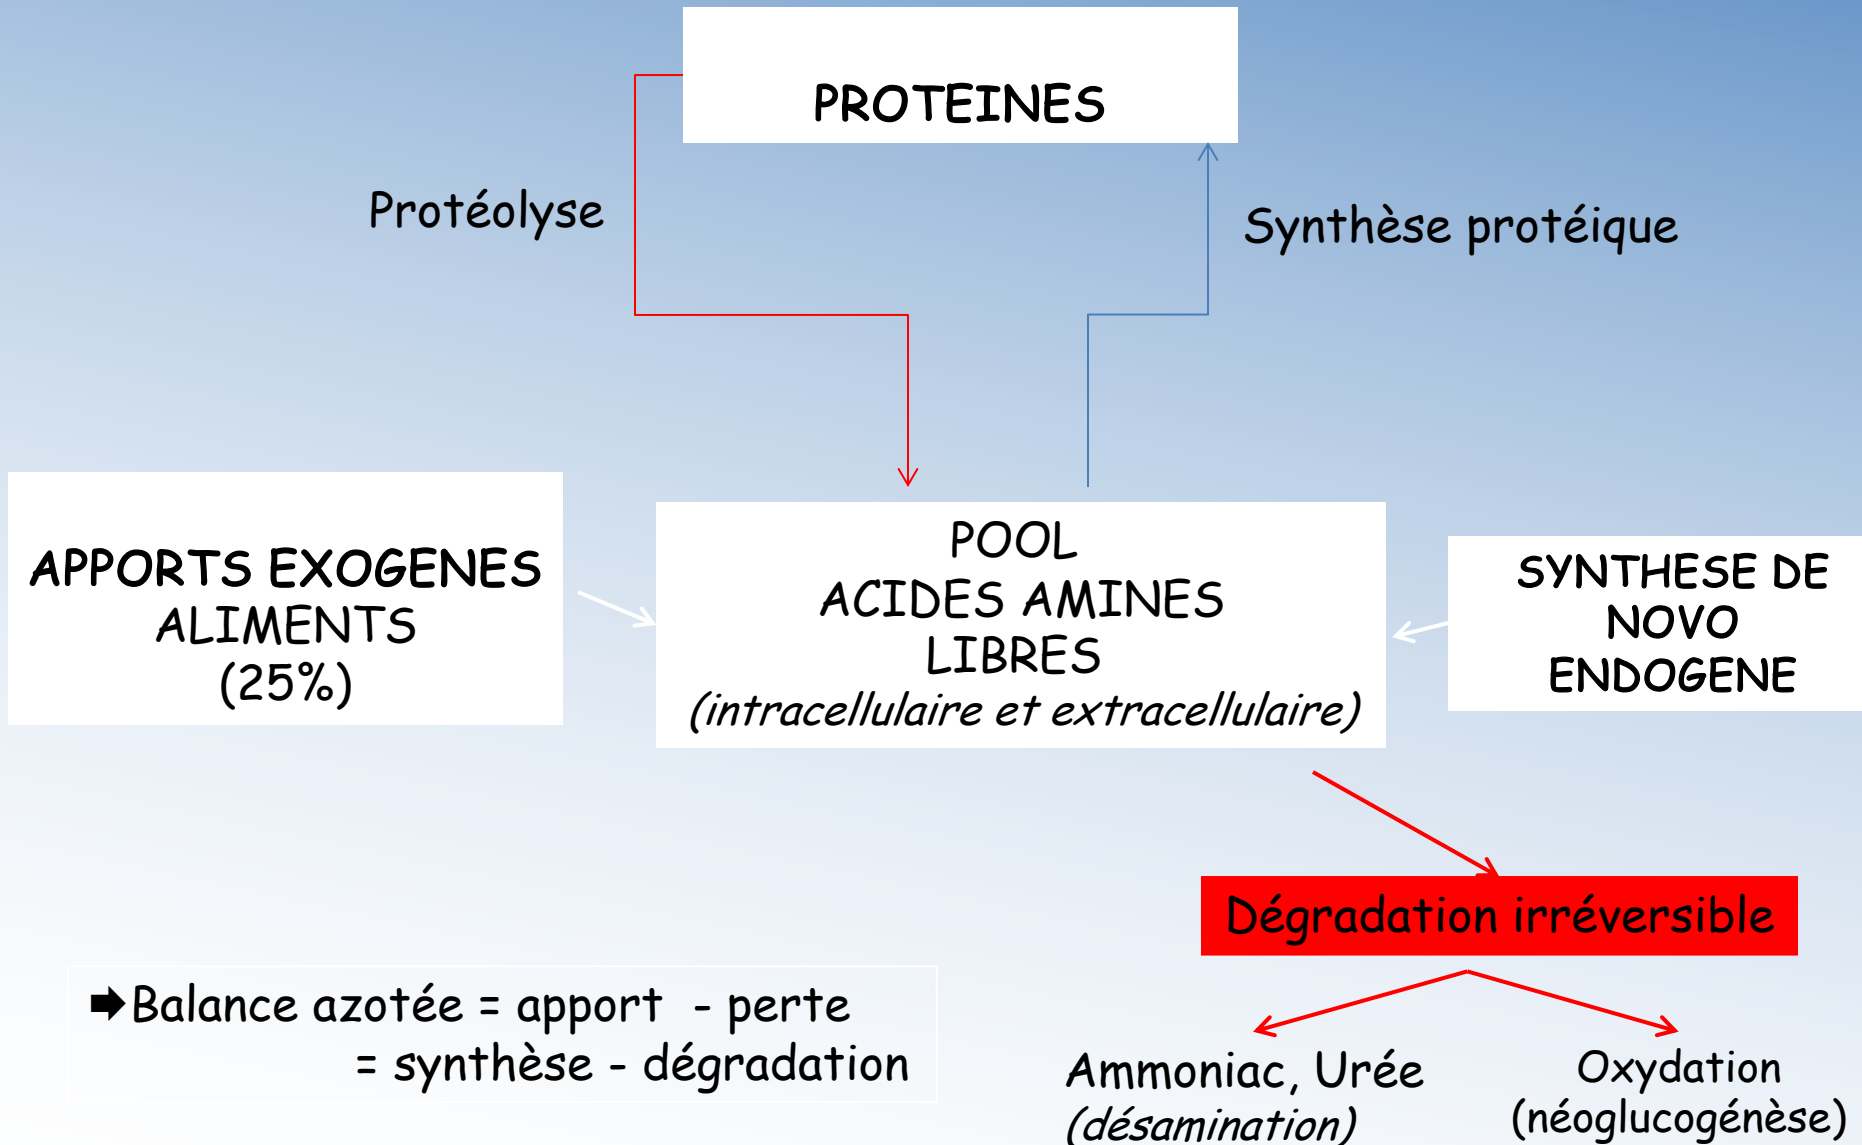 PROTEINES
Protéolyse
Synthèse protéique
APPORTS EXOGENES
ALIMENTS
(25%)
POOL
ACIDES AMINES
LIBRES
(intracellulaire et extracellulaire)
SYNTHESE DE
NOVO
ENDOGENE
Dégradation irréversible
🡺Balance azotée = apport - perte
= synthèse - dégradation
Ammoniac, Urée
(désamination)
Oxydation
(néoglucogénèse)